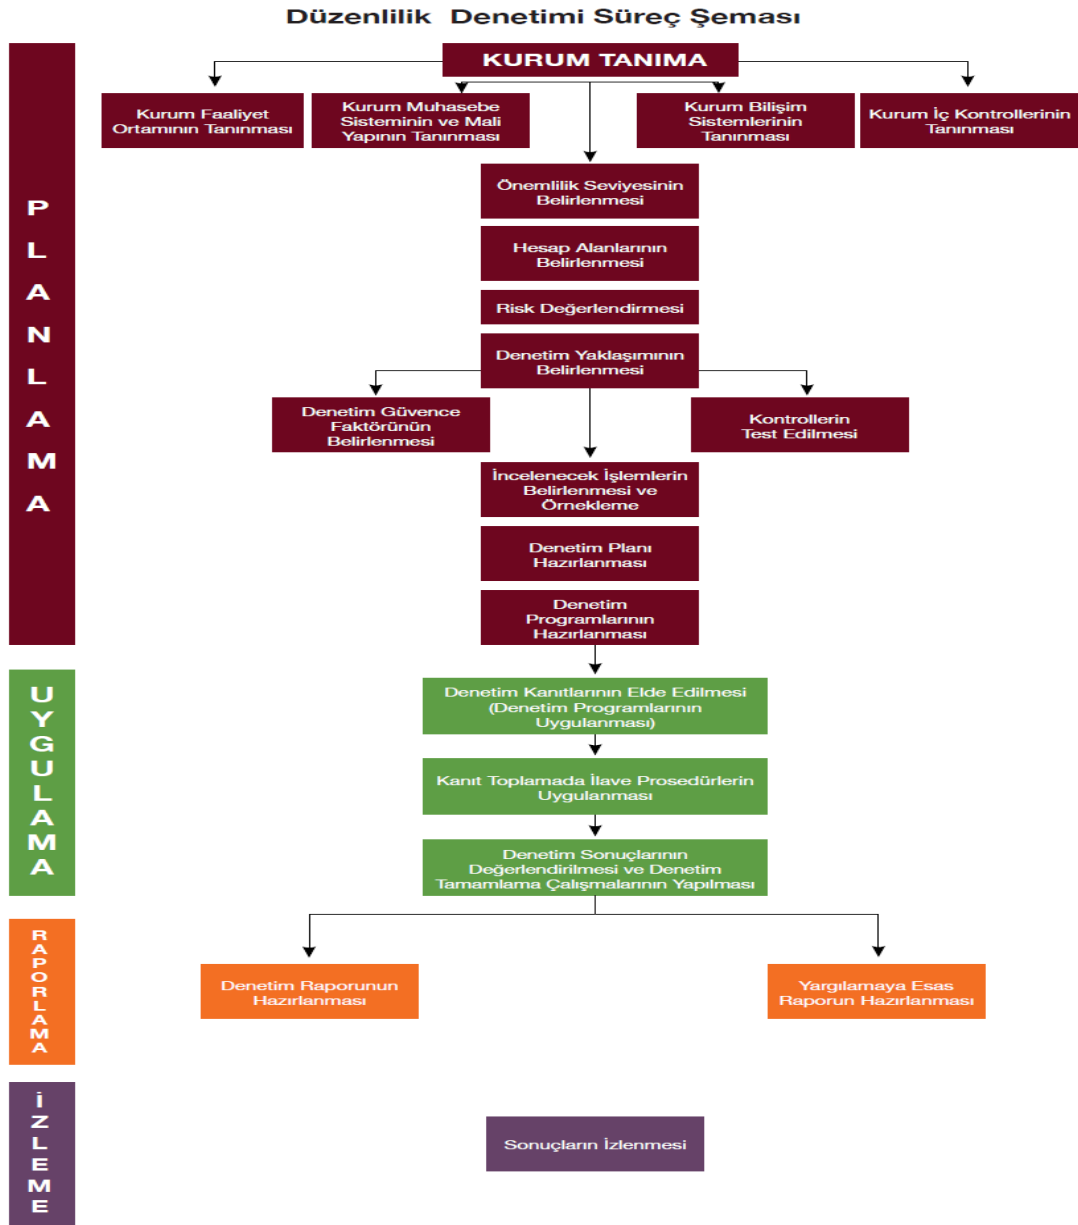 Düzenlilik Denetimi Süreç Şeması
PLANLAMA
KURUM TANIMA
Kurum Faaliyet
Ortamının Tanınması
Kurum Muhasebe
Sisteminin ve Mali
Yapının Tanınması
Kurum Bilişim
Sistemlerinin
Tanınması
Kurum İç Kontrollerinin
Tanınması
Önemlilik Seviyesinin
Belirlenmesi
Hesap Alanlarının
Belirlenmesi
Risk Değerlendirmesi
Denetim Yaklaşımının
Belirlenmesi
Denetim Güvence
Faktörünün
Belirlenmesi
Kontrollerin
Test Edilmesi
İncelenecek İşlemlerin
Belirlenmesi ve
Örnekleme
Denetim Planı
Hazırlanması
Denetim
Programlarının
Hazırlanması
UYGULAMA
Denetim Kanıtlarının Elde Edilmesi
(Denetim Programlarının
Uygulanması)
Kanıt Toplamada İlave Prosedürlerin
Uygulanması
Denetim Sonuçlarının
Değerlendirilmesi ve Denetim
Tamamlama Çalışmalarının Yapılması
RAPORLAMA
Denetim Raporunun
Hazırlanması
Yargılamaya Esas
Raporun Hazırlanması
İZLEME
Sonuçların İzlenmesi